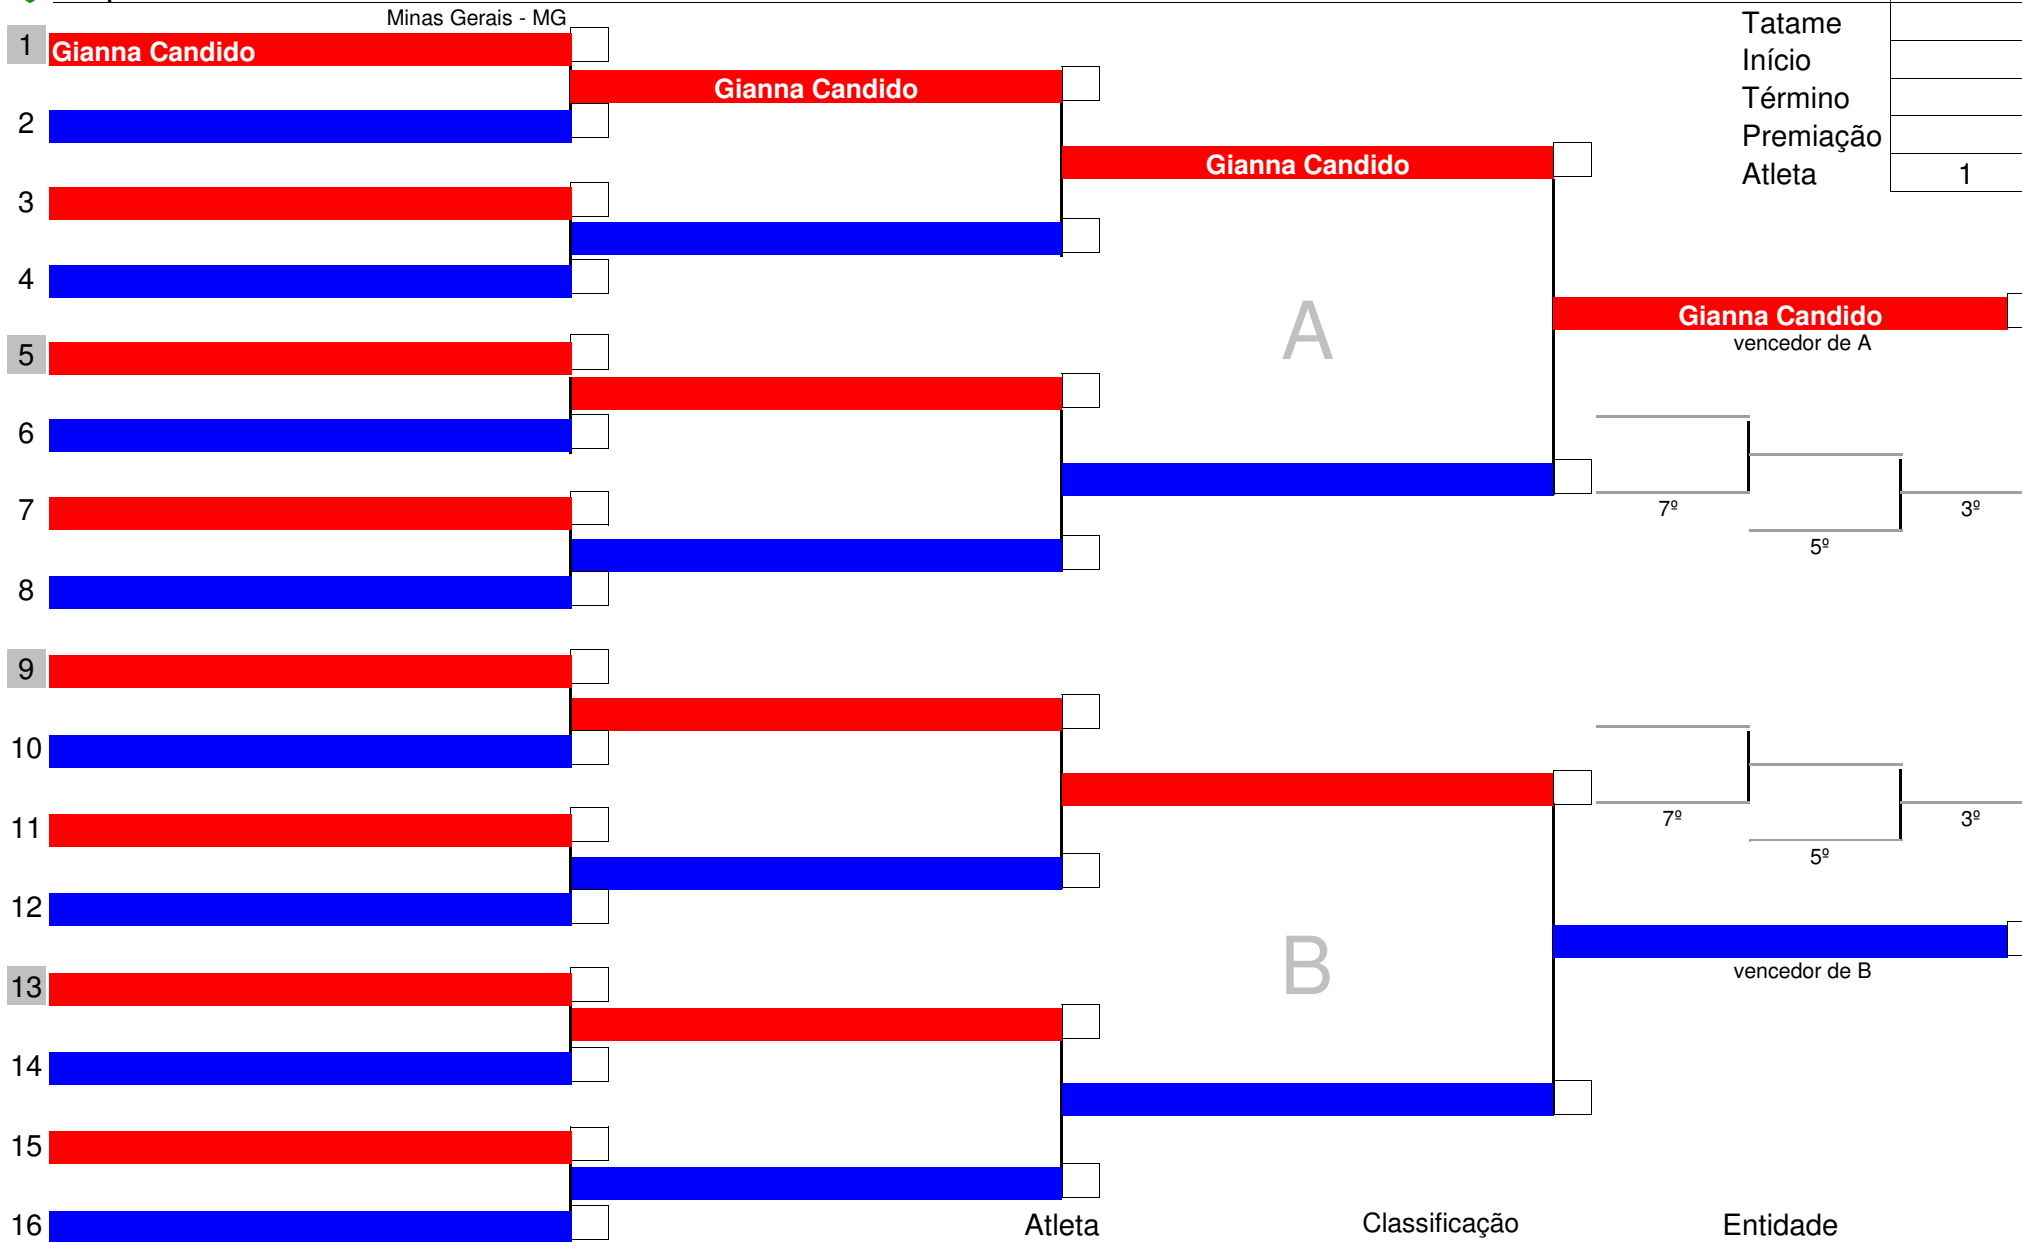 Minas Gerais - MG
Tatame
1 Gianna Candido
Início
Gianna Candido
Término
2
Premiação
Gianna Candido
Atleta 1
3
4
Gianna Candido
A
vencedor de A
5
6
7º 3º
7
5º
8
9
10
7º 3º
11
5º
12
B
vencedor de B
13
14
15
16
Atleta Classificação Entidade